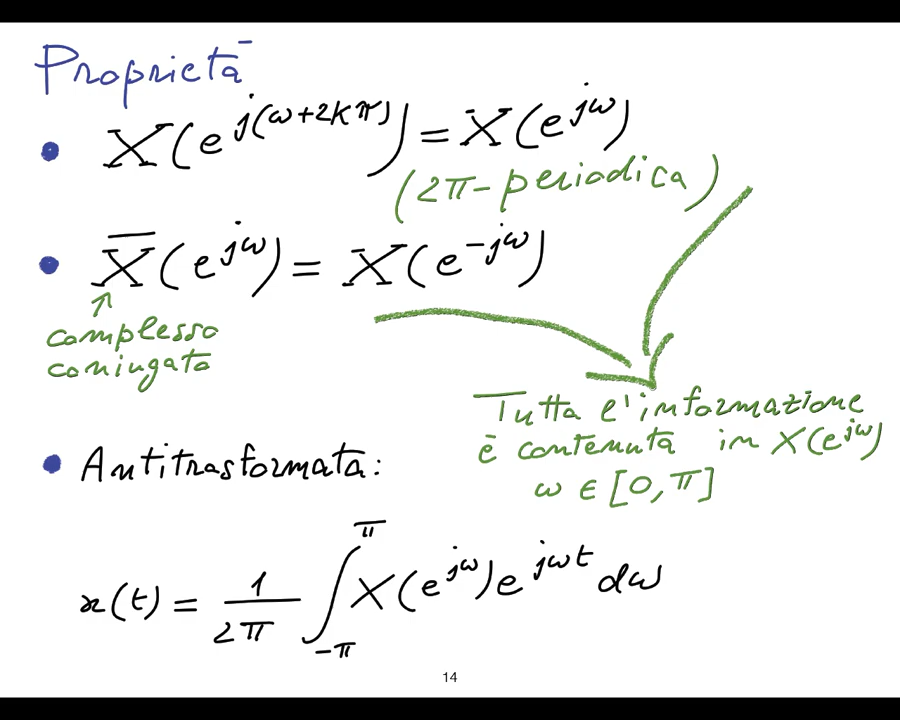 Proprietà
• X(e^{j(ω+2kπ)}) = X(e^{jω})
(2π-periodica)
• X̅(e^{jω}) = X(e^{-jω})
↑
complesso
coniugato
Tutta l'informazione
è contenuta in X(e^{jω})
ω ∈ [0,π]
• Antitrasformata:
x(t) = 1/2π ∫_{-π}^{π} X(e^{jω}) e^{jωt} dω
14